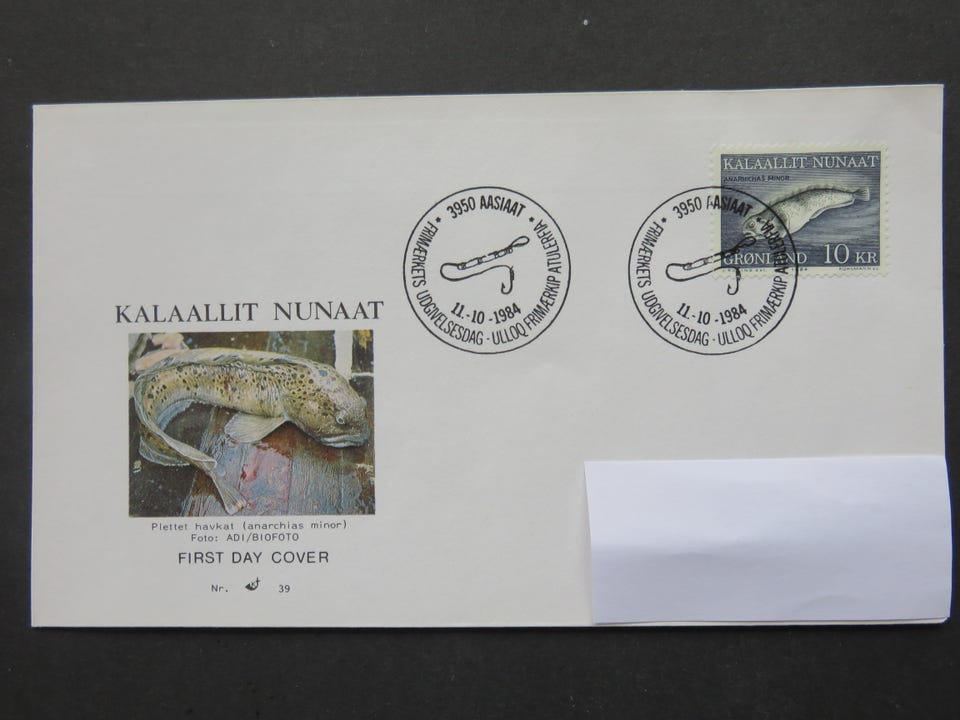 KALAALLIT NUNAAT
ANARHICHAS MINOR
GRØNLAND 10 KR
3950 AASIAAT
11.-10-1984
* FRIMÆRKETS UDGIVELSESDAG · ULLOQ FRIMÆRKIP ATULERFIA *
3950 AASIAAT
11.-10-1984
* FRIMÆRKETS UDGIVELSESDAG · ULLOQ FRIMÆRKIP ATULERFIA *
KALAALLIT NUNAAT
Plettet havkat (anarchias minor)
Foto: ADI/BIOFOTO
FIRST DAY COVER
Nr. 39